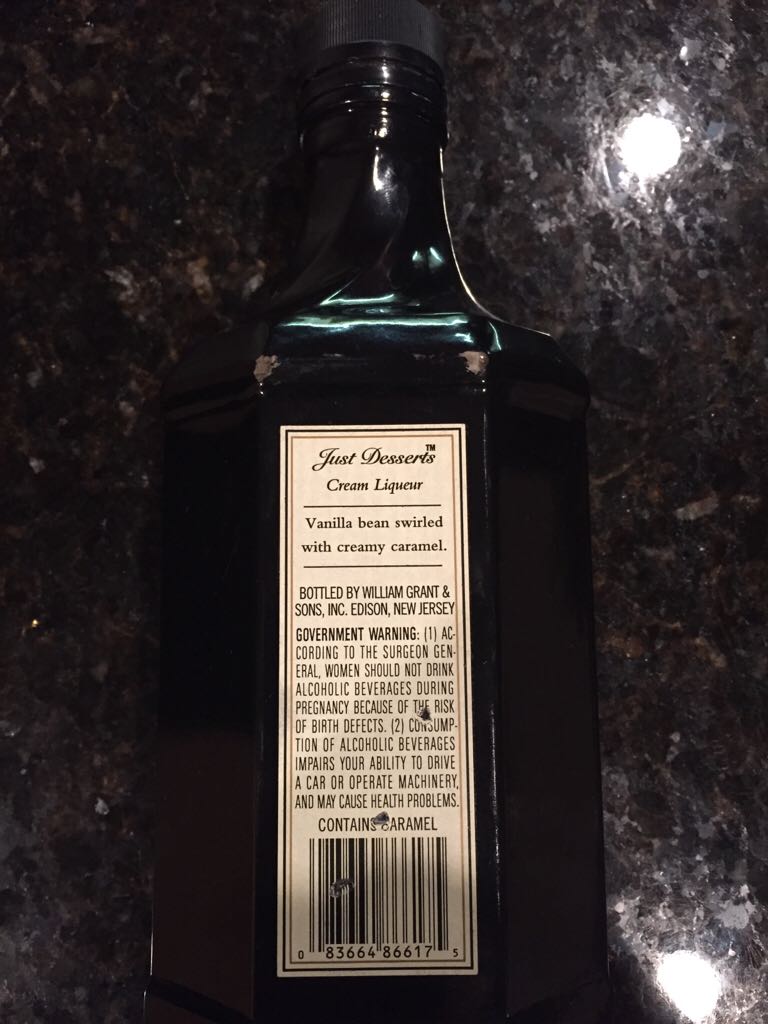 Just Desserts™
Cream Liqueur
Vanilla bean swirled
with creamy caramel.
BOTTLED BY WILLIAM GRANT &
SONS, INC. EDISON, NEW JERSEY
GOVERNMENT WARNING: (1) AC-
CORDING TO THE SURGEON GEN-
ERAL, WOMEN SHOULD NOT DRINK
ALCOHOLIC BEVERAGES DURING
PREGNANCY BECAUSE OF THE RISK
OF BIRTH DEFECTS. (2) CONSUMP-
TION OF ALCOHOLIC BEVERAGES
IMPAIRS YOUR ABILITY TO DRIVE
A CAR OR OPERATE MACHINERY,
AND MAY CAUSE HEALTH PROBLEMS.
CONTAINS CARAMEL
0 83664 86617 5